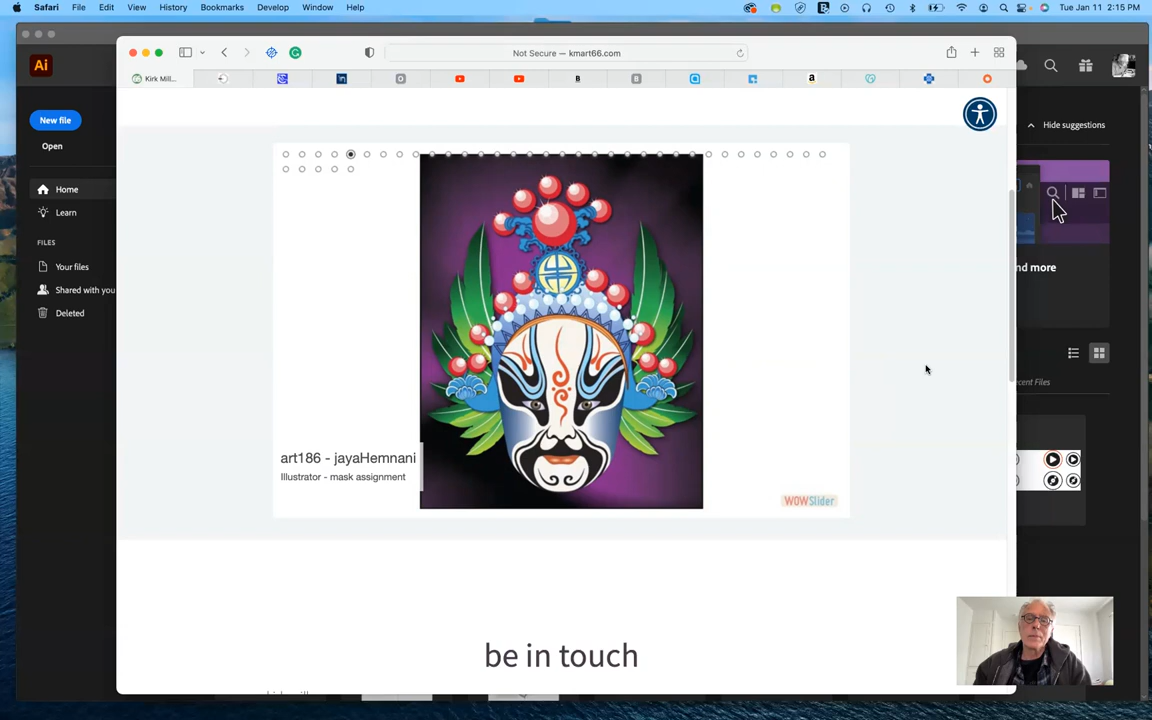 Safari File Edit View History Bookmarks Develop Window Help
Tue Jan 11 2:15 PM
Not Secure — kmart66.com
Kirk Mill...
Ai
New file
Open
Home
Learn
FILES
Your files
Shared with you
Deleted
Hide suggestions
nd more
ecent Files
art186 - jayaHemnani
Illustrator - mask assignment
WOWSlider
be in touch